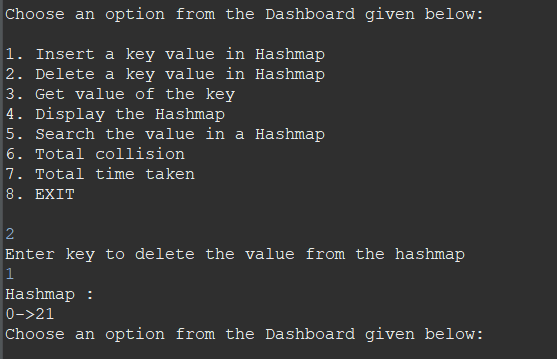 Choose an option from the Dashboard given below:
1. Insert a key value in Hashmap
2. Delete a key value in Hashmap
3. Get value of the key
4. Display the Hashmap
5. Search the value in a Hashmap
6. Total collision
7. Total time taken
8. EXIT
2
Enter key to delete the value from the hashmap
1
Hashmap :
0->21
Choose an option from the Dashboard given below: